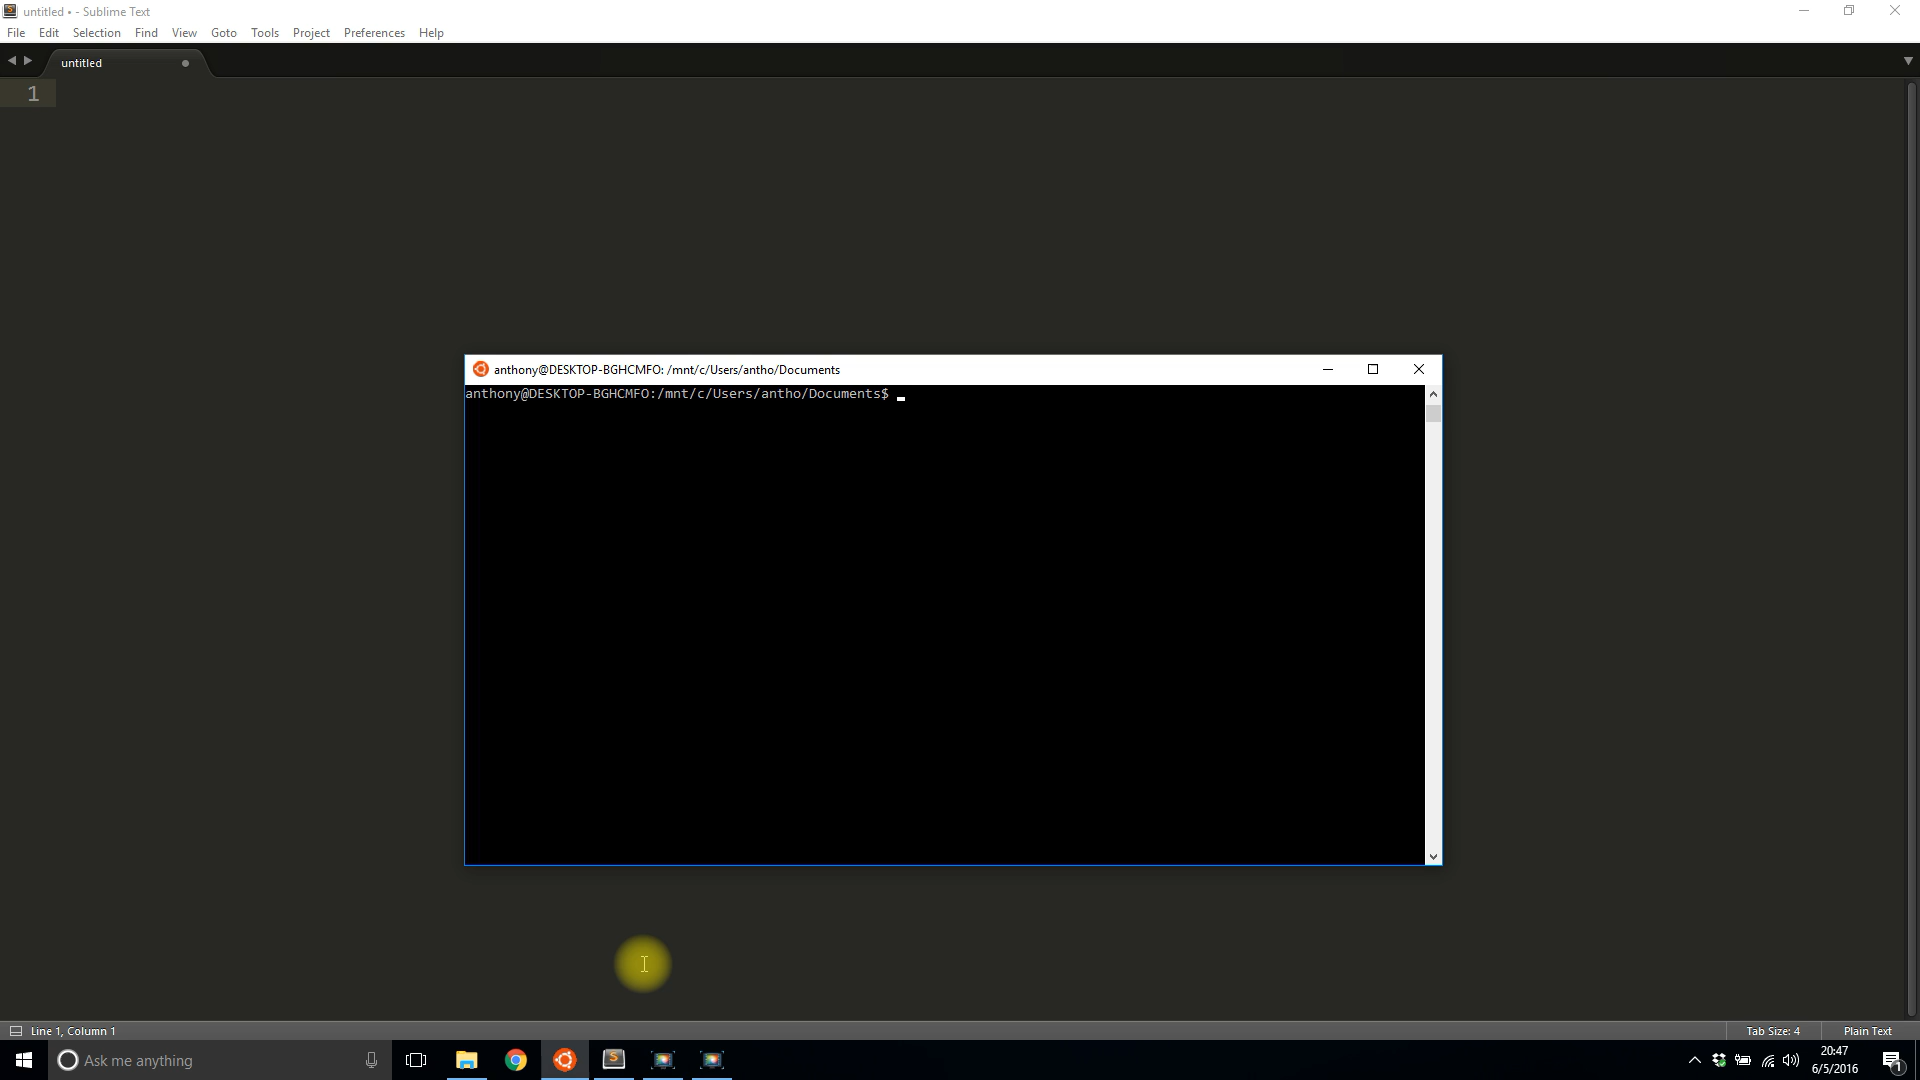 untitled • - Sublime Text
File Edit Selection Find View Goto Tools Project Preferences Help
untitled
1
anthony@DESKTOP-BGHCMFO: /mnt/c/Users/antho/Documents
anthony@DESKTOP-BGHCMFO:/mnt/c/Users/antho/Documents$
Line 1, Column 1
Tab Size: 4
Plain Text
Ask me anything
20:47
6/5/2016
1